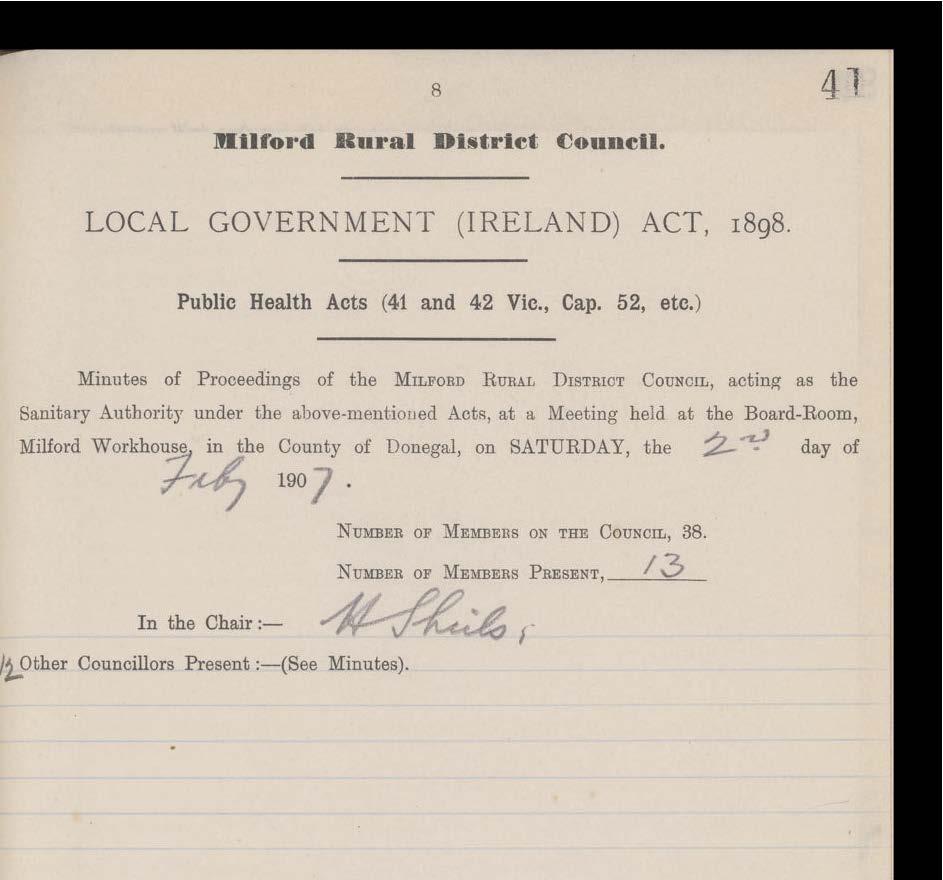 8
41
Milford Rural District Council.
LOCAL GOVERNMENT (IRELAND) ACT, 1898.
Public Health Acts (41 and 42 Vic., Cap. 52, etc.)
Minutes of Proceedings of the MILFORD RURAL DISTRICT COUNCIL, acting as the
Sanitary Authority under the above-mentioned Acts, at a Meeting held at the Board-Room,
Milford Workhouse, in the County of Donegal, on SATURDAY, the 2nd day of
Feby 1907.
NUMBER OF MEMBERS ON THE COUNCIL, 38.
NUMBER OF MEMBERS PRESENT, 13
In the Chair :— H Sheils,
12 Other Councillors Present :—(See Minutes).